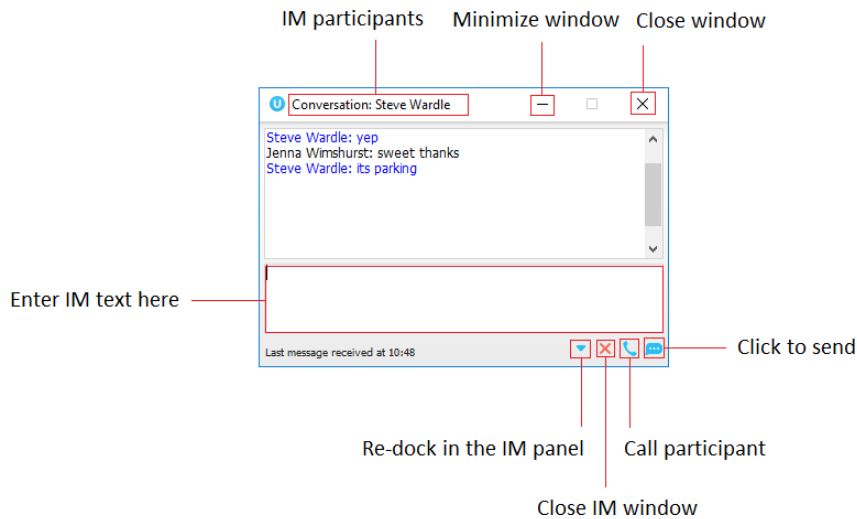 IM participants Minimize window Close window
U Conversation: Steve Wardle
Steve Wardle: yep
Jenna Wimshurst: sweet thanks
Steve Wardle: its parking
Enter IM text here
Last message received at 10:48
Click to send
Re-dock in the IM panel Call participant
Close IM window